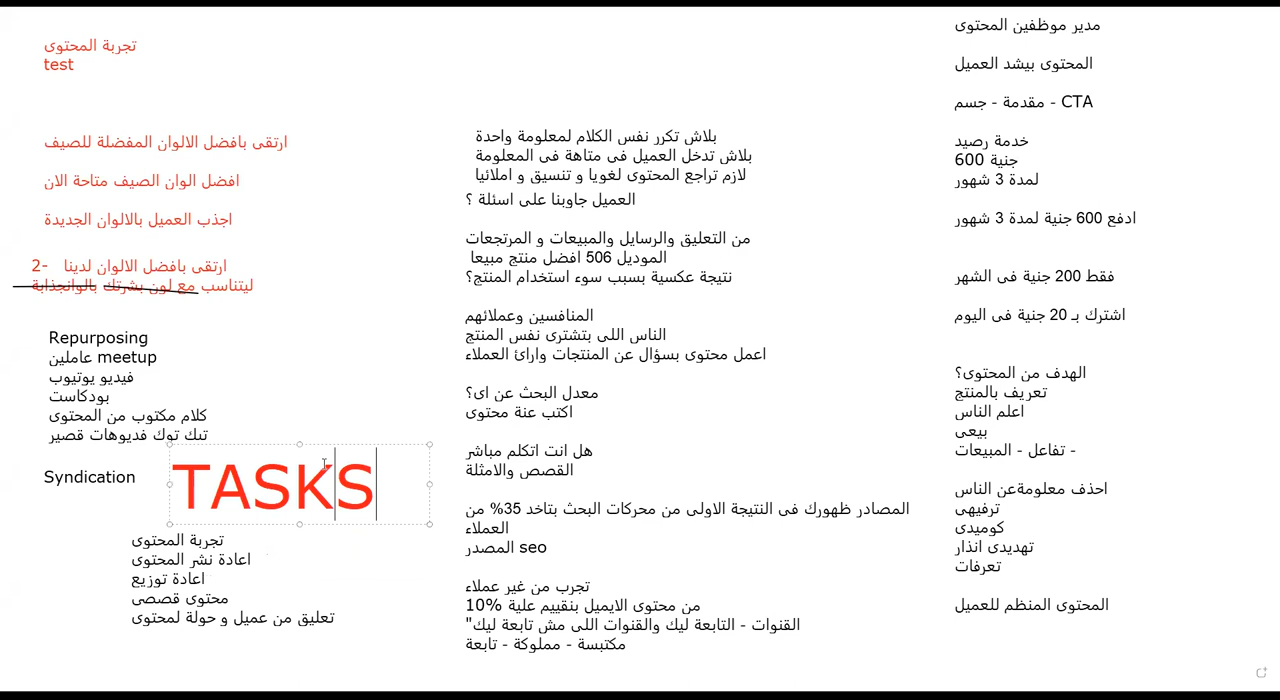 مدير موظفين المحتوى
المحتوى بيشد العميل
CTA - مقدمة - جسم
خدمة رصيد
600 جنية
لمدة 3 شهور
ادفع 600 جنية لمدة 3 شهور
فقط 200 جنية فى الشهر
اشترك بـ 20 جنية فى اليوم
الهدف من المحتوى؟
تعريف بالمنتج
اعلم الناس
بيعى
- تفاعل - المبيعات
احذف معلومةعن الناس
ترفيهى
كوميدى
تهديدى انذار
تعرفات
المحتوى المنظم للعميل
بلاش تكرر نفس الكلام لمعلومة واحدة
بلاش تدخل العميل فى متاهة فى المعلومة
لازم تراجع المحتوى لغويا و تنسيق و املائيا
العميل جاوبنا على اسئلة ؟
من التعليق والرسايل والمبيعات و المرتجعات
الموديل 506 افضل منتج مبيعا
نتيجة عكسية بسبب سوء استخدام المنتج؟
المنافسين وعملائهم
الناس اللى بتشترى نفس المنتج
اعمل محتوى بسؤال عن المنتجات وارائ العملاء
معدل البحث عن اى؟
اكتب عنة محتوى
هل انت اتكلم مباشر
القصص والامثلة
المصادر ظهورك فى النتيجة الاولى من محركات البحث بتاخد 35% من
العملاء
المصدر seo
تجرب من غير عملاء
10% من محتوى الايميل بنقييم علية
القنوات - التابعة ليك والقنوات اللى مش تابعة ليك"
مكتبسة - مملوكة - تابعة
تجربة المحتوى
test
ارتقى بافضل الالوان المفضلة للصيف
افضل الوان الصيف متاحة الان
اجذب العميل بالالوان الجديدة
2- ارتقى بافضل الالوان لدينا
ليتناسب مع لون بشرتك بالوانجذابة
Repurposing
عاملين meetup
فيديو يوتيوب
بودكاست
كلام مكتوب من المحتوى
تىك توك فديوهات قصير
Syndication
TASKS
تجربة المحتوى
اعادة نشر المحتوى
اعادة توزيع
محتوى قصصى
تعليق من عميل و حولة لمحتوى